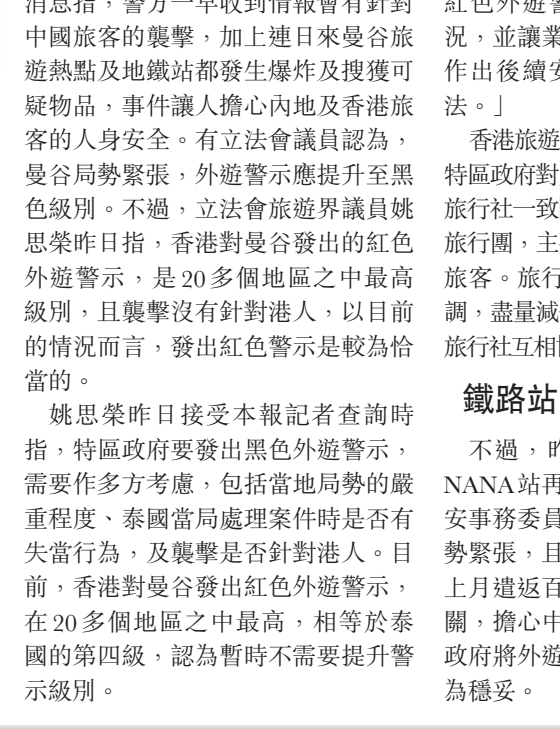 消息指，警方一早收到情報會有針對
中國旅客的襲擊，加上連日來曼谷旅
遊熱點及地鐵站都發生爆炸及搜獲可
疑物品，事件讓人擔心內地及香港旅
客的人身安全。有立法會議員認為，
曼谷局勢緊張，外遊警示應提升至黑
色級別。不過，立法會旅遊界議員姚
思榮昨日指，香港對曼谷發出的紅色
外遊警示，是20多個地區之中最高
級別，且襲擊沒有針對港人，以目前
的情況而言，發出紅色警示是較為恰
當的。
姚思榮昨日接受本報記者查詢時
指，特區政府要發出黑色外遊警示，
需要作多方考慮，包括當地局勢的嚴
重程度、泰國當局處理案件時是否有
失當行為，及襲擊是否針對港人。目
前，香港對曼谷發出紅色外遊警示，
在20多個地區之中最高，相等於泰
國的第四級，認為暫時不需要提升警
示級別。
紅色外遊警
況，並讓業
作出後續安
法。」
香港旅遊
特區政府對
旅行社一致
旅行團，主
旅客。旅行
調，盡量減
旅行社互相
鐵路站
不過，昨
NANA站再
安事務委員
勢緊張，且
上月遣返百
關，擔心中
政府將外遊
為穩妥。